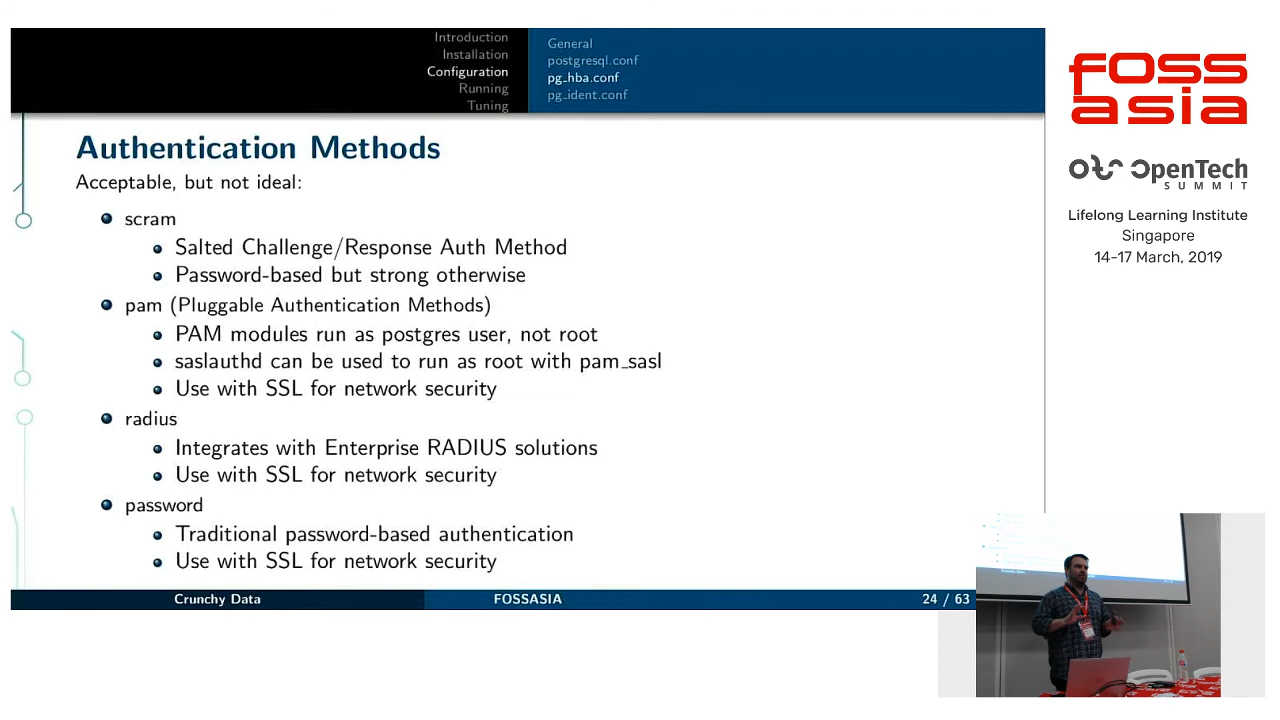 Introduction
Installation
Configuration
Running
Tuning
General
postgresql.conf
pg_hba.conf
pg_ident.conf
Authentication Methods
Acceptable, but not ideal:
scram
Salted Challenge/Response Auth Method
Password-based but strong otherwise
pam (Pluggable Authentication Methods)
PAM modules run as postgres user, not root
saslauthd can be used to run as root with pam_sasl
Use with SSL for network security
radius
Integrates with Enterprise RADIUS solutions
Use with SSL for network security
password
Traditional password-based authentication
Use with SSL for network security
Crunchy Data
FOSSASIA
24 / 63
FOSS
asia
OpenTech
SUMMIT
Lifelong Learning Institute
Singapore
14-17 March, 2019